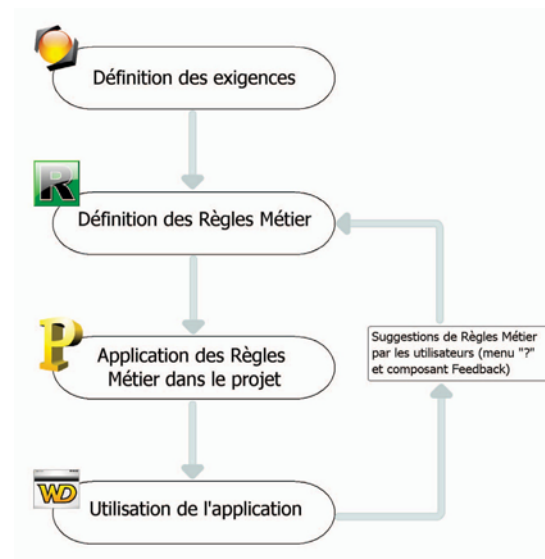 Définition des exigences
R
Définition des Règles Métier
P
Application des Règles
Métier dans le projet
Suggestions de Règles Métier
par les utilisateurs (menu "?"
et composant Feedback)
WD
Utilisation de l'application